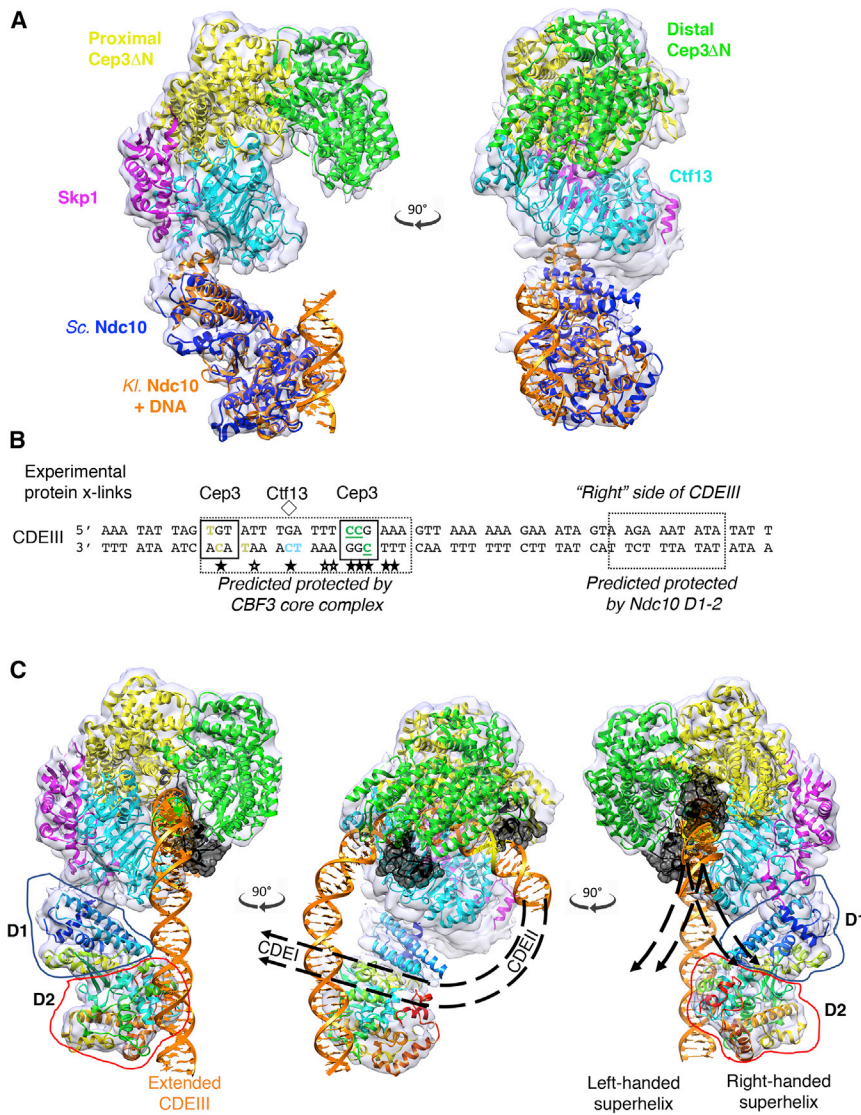 A
Proximal
Cep3ΔN
Distal
Cep3ΔN
Skp1
Ctf13
90°
Sc. Ndc10
Kl. Ndc10
+ DNA
B
Experimental
protein x-links
Cep3
Ctf13
Cep3
"Right" side of CDEIII
CDEIII
5' AAA TAT TAG TGT ATT TGA TTT CCG AAA GTT AAA AAA GAA ATA GTA AGA AAT ATA TAT T
3' TTT ATA ATC ACA TAA ACT AAA GGC TTT CAA TTT TTT CTT TAT CAT TCT TTA TAT ATA A
★ ☆ ★ ☆☆ ★★★ ★★
Predicted protected by
CBF3 core complex
Predicted protected
by Ndc10 D1-2
C
90°
90°
D1
D1
CDEI
CDEII
D2
D2
Extended
CDEIII
Left-handed
superhelix
Right-handed
superhelix